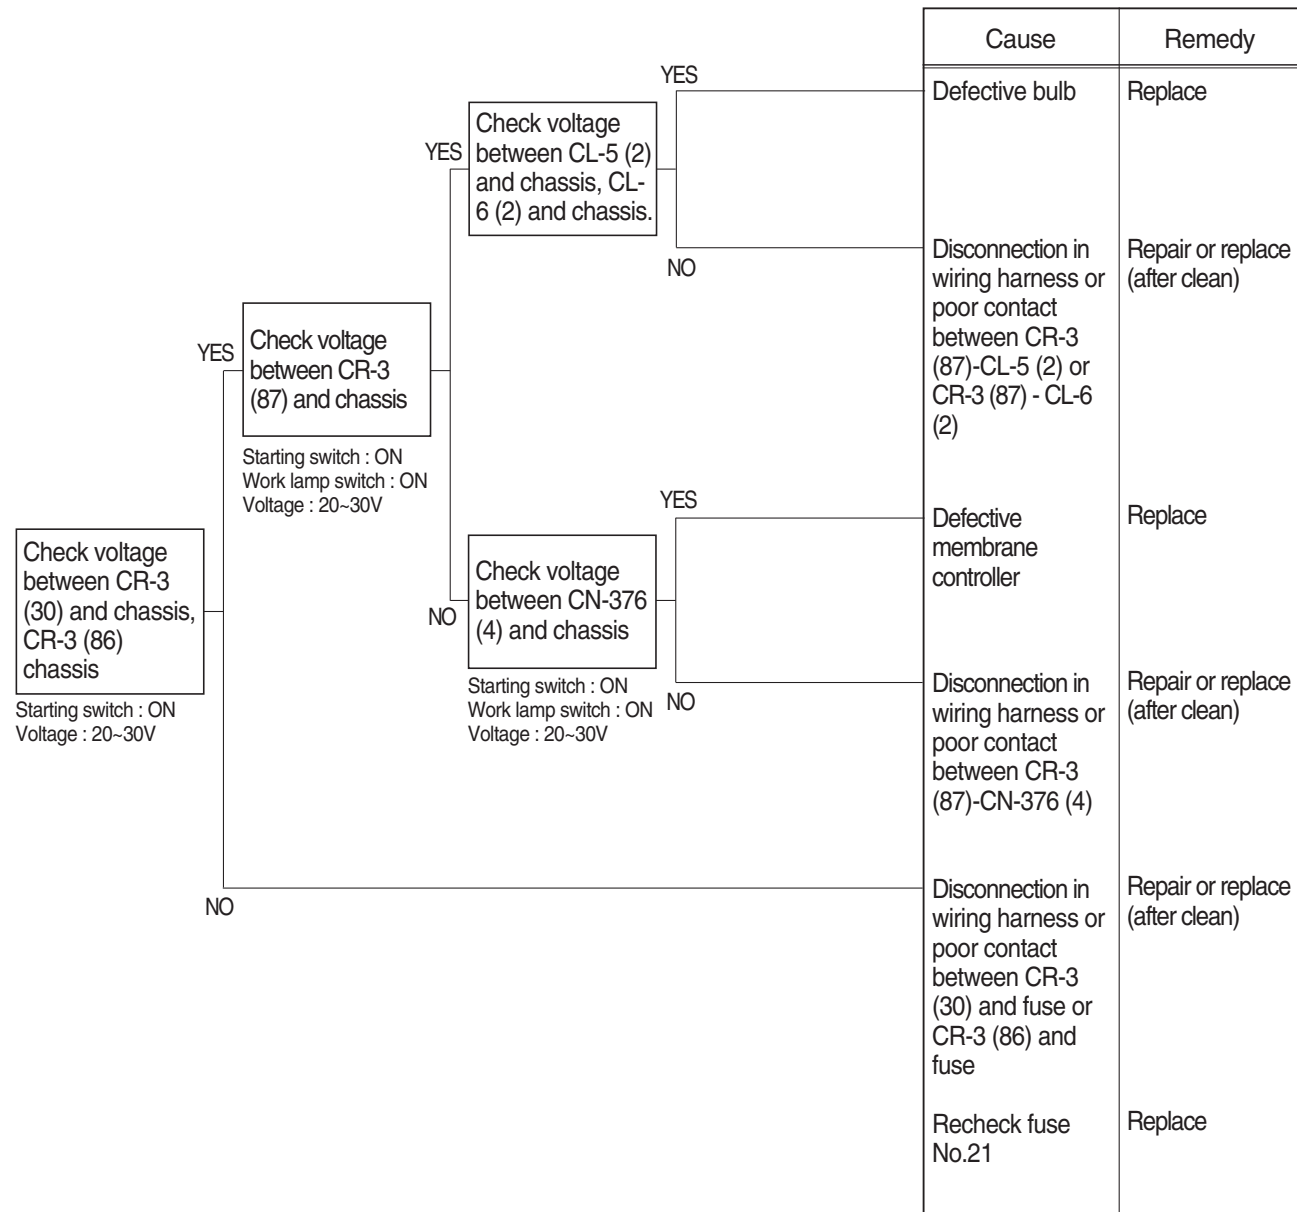 Cause
Remedy
YES
Defective bulb
Replace
Check voltage
between CL-5 (2)
and chassis, CL-
6 (2) and chassis.
YES
NO
Disconnection in
wiring harness or
poor contact
between CR-3
(87)-CL-5 (2) or
CR-3 (87) - CL-6
(2)
Repair or replace
(after clean)
YES
Check voltage
between CR-3
(87) and chassis
Starting switch : ON
Work lamp switch : ON
Voltage : 20~30V
YES
Defective
membrane
controller
Replace
Check voltage
between CN-376
(4) and chassis
NO
Starting switch : ON
Work lamp switch : ON
Voltage : 20~30V
NO
Disconnection in
wiring harness or
poor contact
between CR-3
(87)-CN-376 (4)
Repair or replace
(after clean)
Check voltage
between CR-3
(30) and chassis,
CR-3 (86)
chassis
Starting switch : ON
Voltage : 20~30V
NO
Disconnection in
wiring harness or
poor contact
between CR-3
(30) and fuse or
CR-3 (86) and
fuse
Repair or replace
(after clean)
Recheck fuse
No.21
Replace